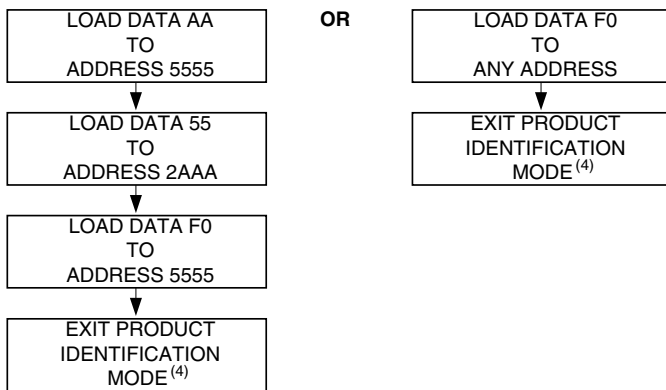 LOAD DATA AA
TO
ADDRESS 5555
LOAD DATA 55
TO
ADDRESS 2AAA
LOAD DATA F0
TO
ADDRESS 5555
EXIT PRODUCT
IDENTIFICATION
MODE(4)
OR
LOAD DATA F0
TO
ANY ADDRESS
EXIT PRODUCT
IDENTIFICATION
MODE(4)